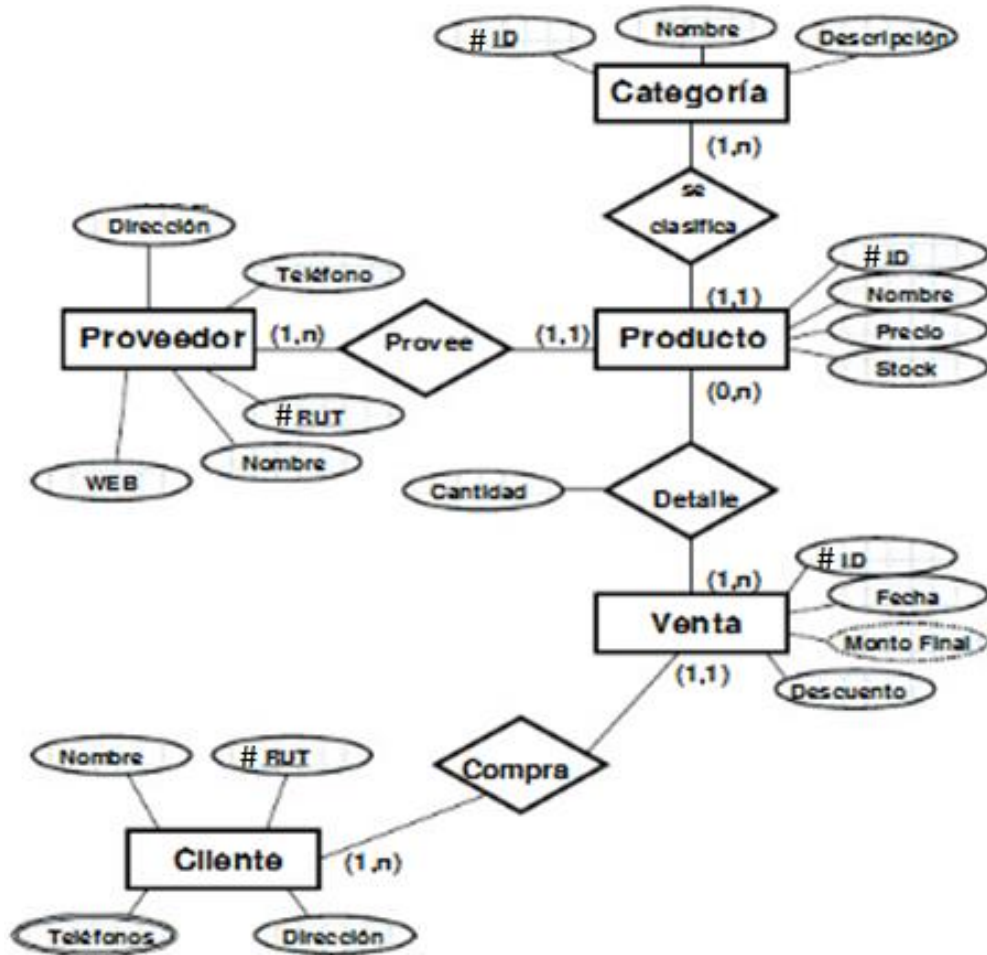 # ID
Nombre
Descripción
Categoría
(1,n)
se
clasifica
(1,1)
# ID
Nombre
Precio
Stock
Producto
(0,n)
Dirección
Teléfono
Proveedor
(1,n)
Provee
(1,1)
# RUT
Nombre
WEB
Cantidad
Detalle
(1,n)
# ID
Fecha
Monto Final
Descuento
Venta
(1,1)
Compra
Nombre
# RUT
Cliente
(1,n)
Teléfonos
Dirección